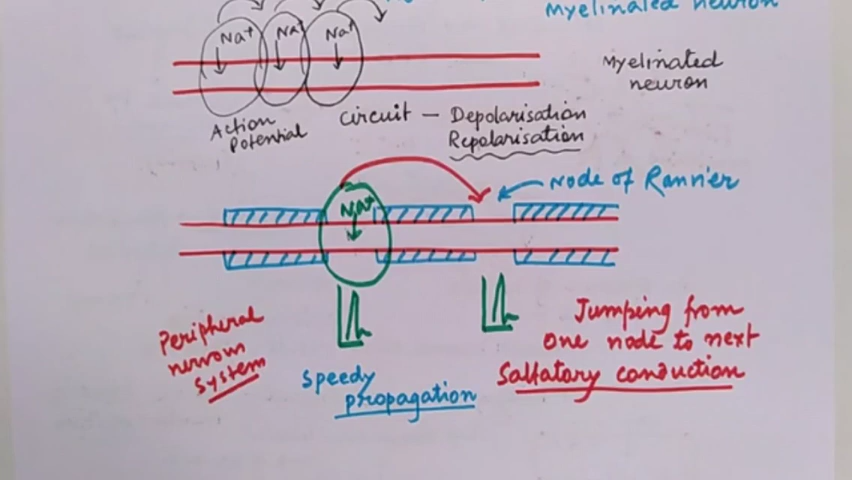 Myelinated neuron
Na+ Na+ Na+
Myelinated
neuron
Action
Potential
Circuit — Depolarisation
Repolarisation
Node of Rannier
Na+
Peripheral
nervous
system
Speedy
propagation
Jumping from
one node to next
Saltatory conduction